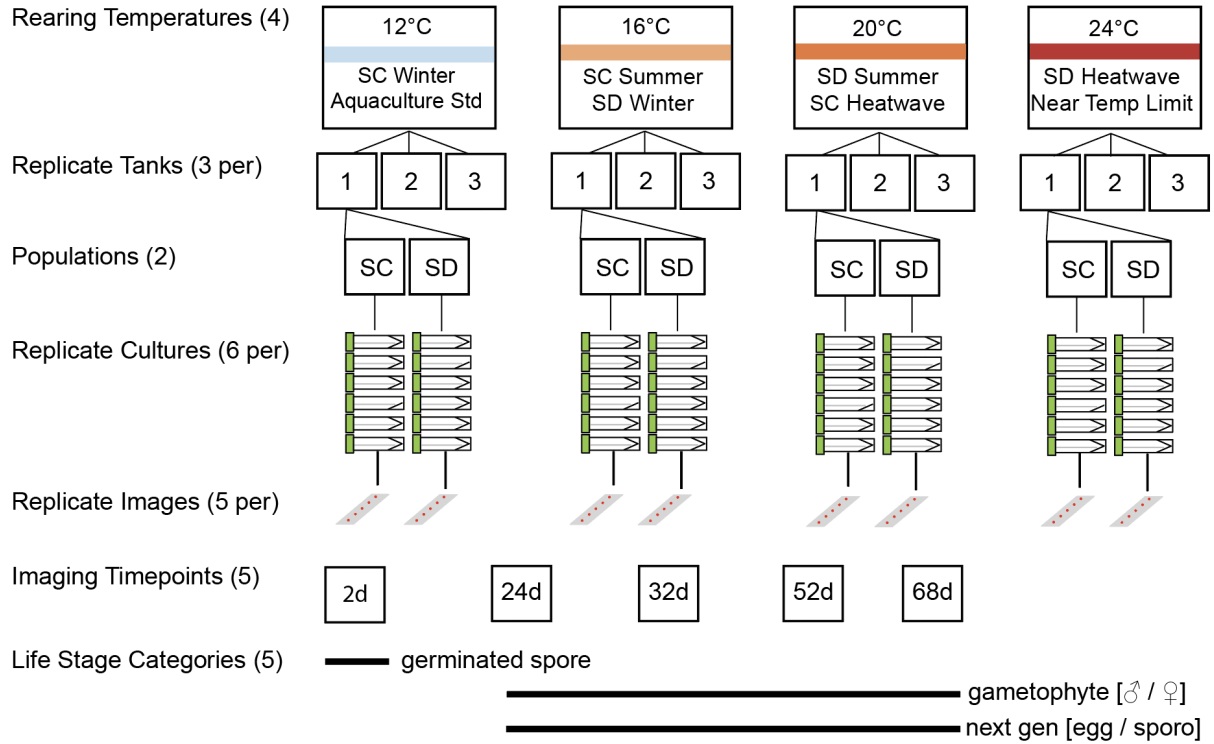 Rearing Temperatures (4)
12°C
SC Winter
Aquaculture Std
16°C
SC Summer
SD Winter
20°C
SD Summer
SC Heatwave
24°C
SD Heatwave
Near Temp Limit
Replicate Tanks (3 per)
1 2 3
1 2 3
1 2 3
1 2 3
Populations (2)
SC SD
SC SD
SC SD
SC SD
Replicate Cultures (6 per)
Replicate Images (5 per)
Imaging Timepoints (5)
2d 24d 32d 52d 68d
Life Stage Categories (5)
germinated spore
gametophyte [♂ / ♀]
next gen [egg / sporo]